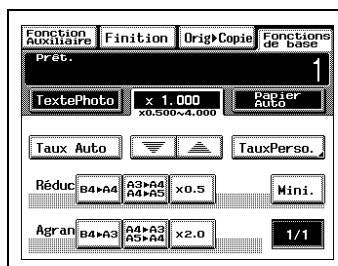 Fonction Auxiliaire
Finition
Orig▶Copie
Fonctions de base
Prêt.
1
TextePhoto
x 1.000
x0.500~4.000
Papier Auto
Taux Auto
TauxPerso.
Réduc
B4▶A4
A3▶A4
A4▶A5
x0.5
Mini.
Agran
B4▶A3
A4▶A3
A5▶A4
x2.0
1/1